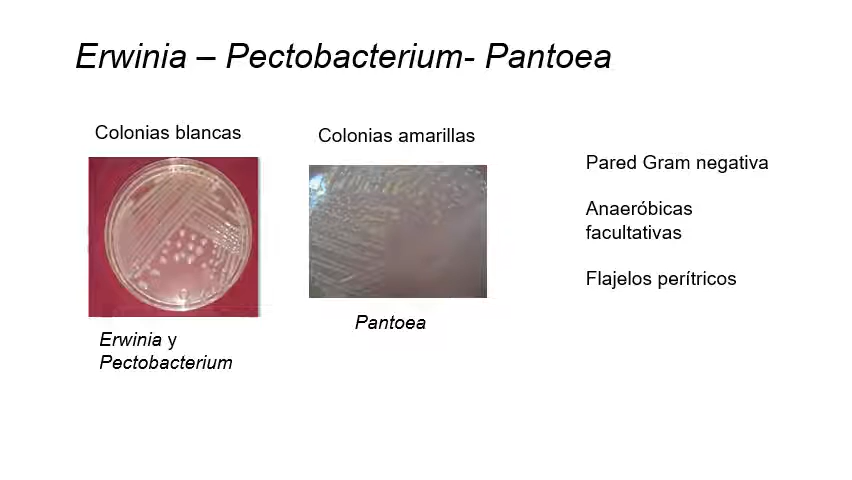 Erwinia – Pectobacterium- Pantoea
Colonias blancas
Colonias amarillas
Erwinia y
Pectobacterium
Pantoea
Pared Gram negativa
Anaeróbicas
facultativas
Flajelos perítricos